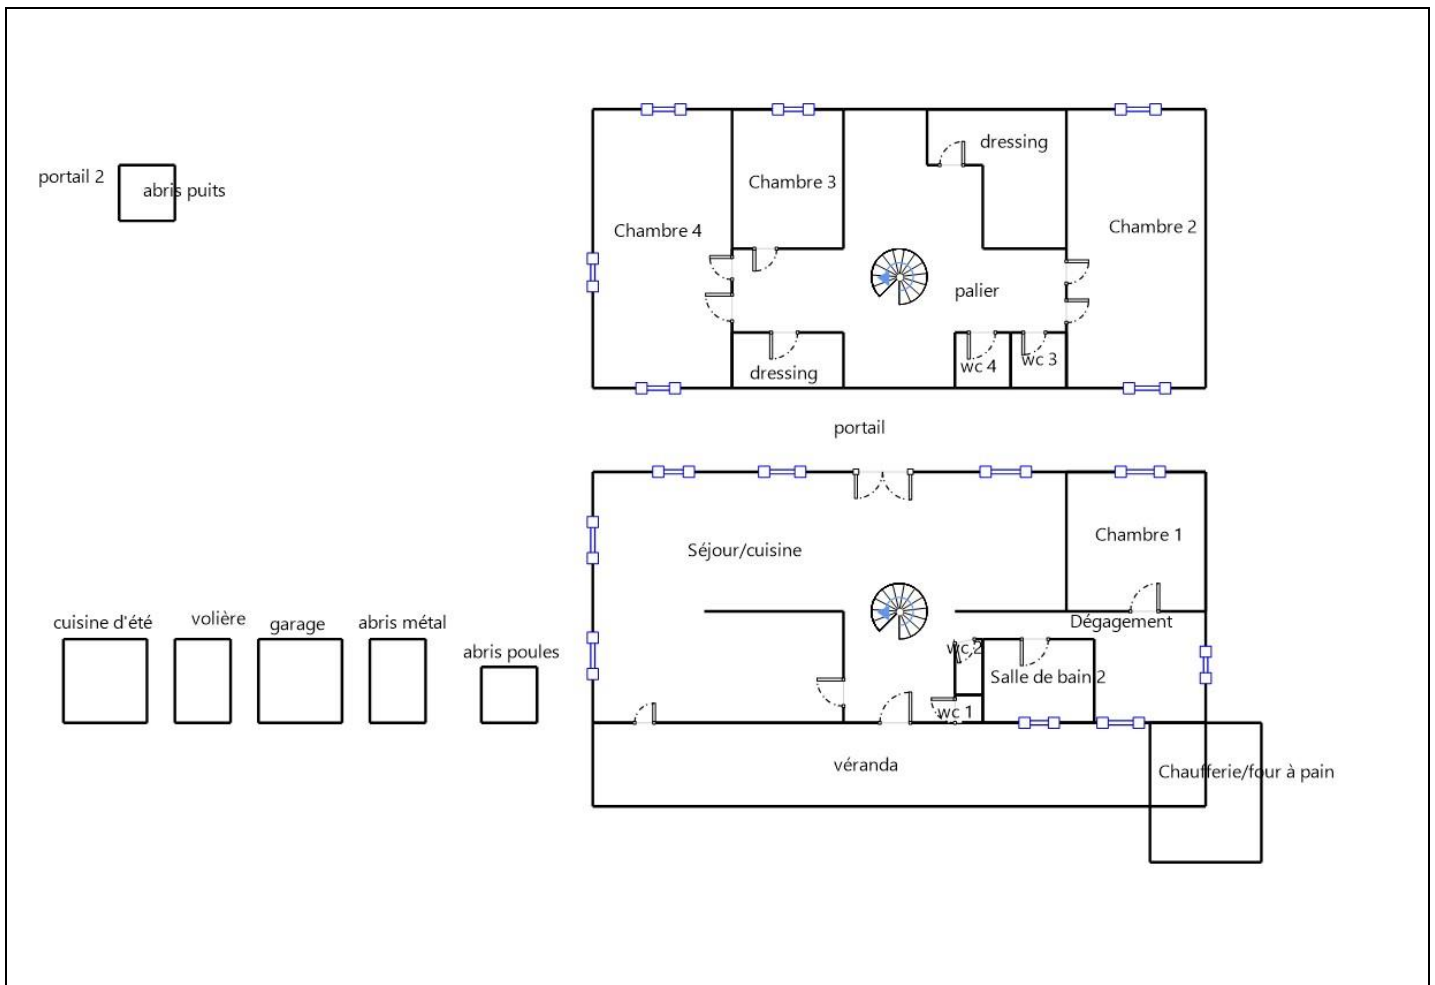 dressing
portail 2
abris puits
Chambre 3
Chambre 4
Chambre 2
palier
dressing
wc 4
wc 3
portail
Séjour/cuisine
Chambre 1
cuisine d'été
volière
garage
abris métal
Dégagement
abris poules
wc 2
Salle de bain 2
wc 1
véranda
Chaufferie/four à pain